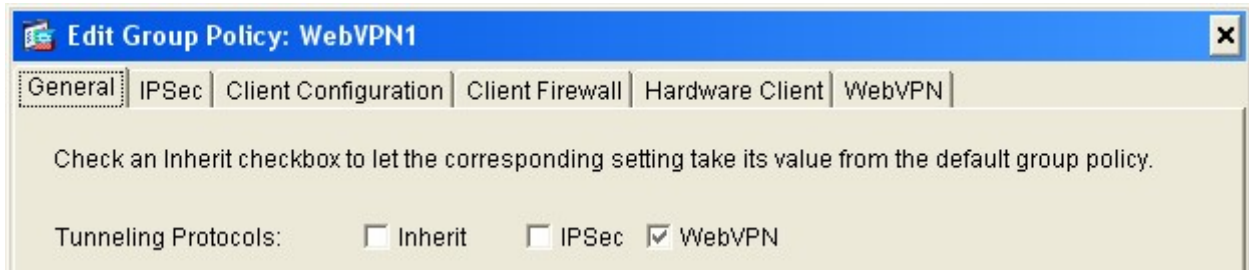 Edit Group Policy: WebVPN1
General IPSec Client Configuration Client Firewall Hardware Client WebVPN
Check an Inherit checkbox to let the corresponding setting take its value from the default group policy.
Tunneling Protocols: Inherit IPSec WebVPN